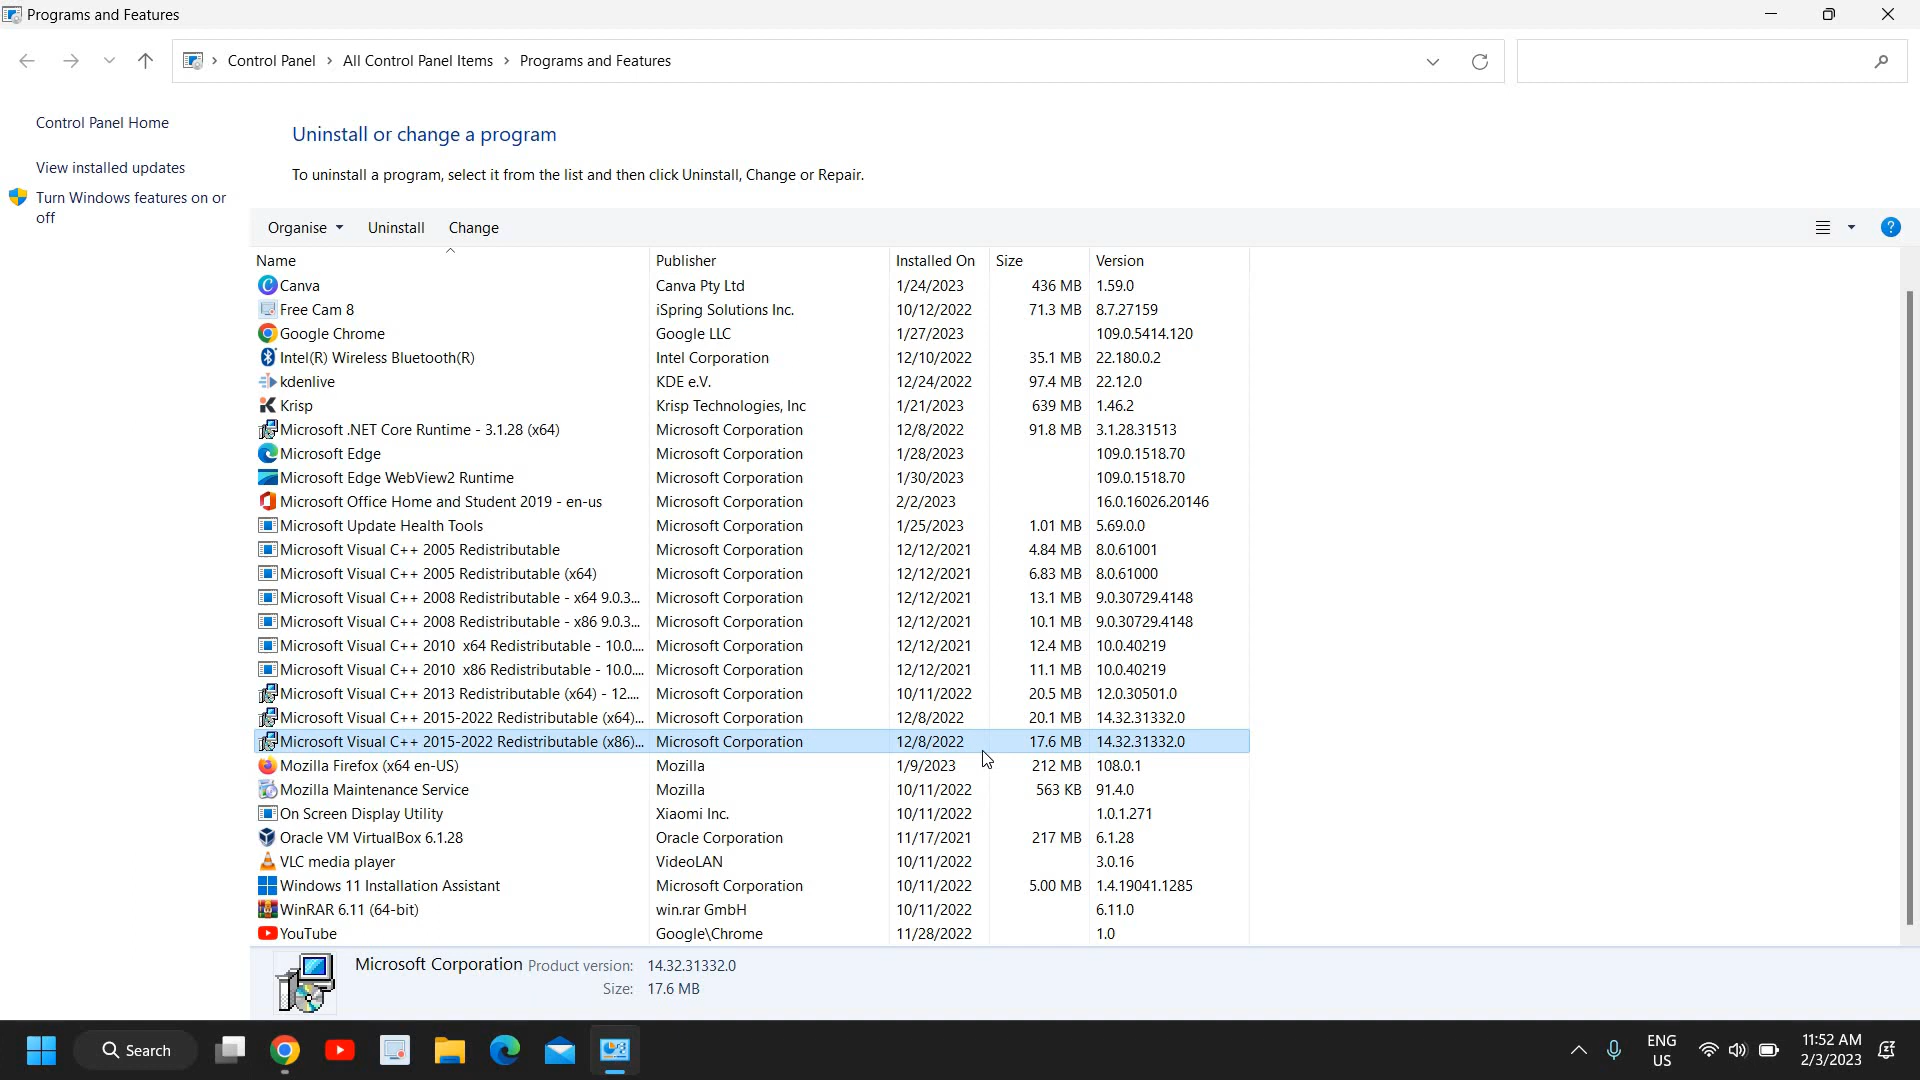 Programs and Features
Control Panel > All Control Panel Items > Programs and Features
Control Panel Home
View installed updates
Turn Windows features on or
off
Uninstall or change a program
To uninstall a program, select it from the list and then click Uninstall, Change or Repair.
Organise Uninstall Change
Name Publisher Installed On Size Version
Canva Canva Pty Ltd 1/24/2023 436 MB 1.59.0
Free Cam 8 iSpring Solutions Inc. 10/12/2022 71.3 MB 8.7.27159
Google Chrome Google LLC 1/27/2023 109.0.5414.120
Intel(R) Wireless Bluetooth(R) Intel Corporation 12/10/2022 35.1 MB 22.180.0.2
kdenlive KDE e.V. 12/24/2022 97.4 MB 22.12.0
Krisp Krisp Technologies, Inc 1/21/2023 639 MB 1.46.2
Microsoft .NET Core Runtime - 3.1.28 (x64) Microsoft Corporation 12/8/2022 91.8 MB 3.1.28.31513
Microsoft Edge Microsoft Corporation 1/28/2023 109.0.1518.70
Microsoft Edge WebView2 Runtime Microsoft Corporation 1/30/2023 109.0.1518.70
Microsoft Office Home and Student 2019 - en-us Microsoft Corporation 2/2/2023 16.0.16026.20146
Microsoft Update Health Tools Microsoft Corporation 1/25/2023 1.01 MB 5.69.0.0
Microsoft Visual C++ 2005 Redistributable Microsoft Corporation 12/12/2021 4.84 MB 8.0.61001
Microsoft Visual C++ 2005 Redistributable (x64) Microsoft Corporation 12/12/2021 6.83 MB 8.0.61000
Microsoft Visual C++ 2008 Redistributable - x64 9.0.3... Microsoft Corporation 12/12/2021 13.1 MB 9.0.30729.4148
Microsoft Visual C++ 2008 Redistributable - x86 9.0.3... Microsoft Corporation 12/12/2021 10.1 MB 9.0.30729.4148
Microsoft Visual C++ 2010 x64 Redistributable - 10.0.... Microsoft Corporation 12/12/2021 12.4 MB 10.0.40219
Microsoft Visual C++ 2010 x86 Redistributable - 10.0.... Microsoft Corporation 12/12/2021 11.1 MB 10.0.40219
Microsoft Visual C++ 2013 Redistributable (x64) - 12.... Microsoft Corporation 10/11/2022 20.5 MB 12.0.30501.0
Microsoft Visual C++ 2015-2022 Redistributable (x64)... Microsoft Corporation 12/8/2022 20.1 MB 14.32.31332.0
Microsoft Visual C++ 2015-2022 Redistributable (x86)... Microsoft Corporation 12/8/2022 17.6 MB 14.32.31332.0
Mozilla Firefox (x64 en-US) Mozilla 1/9/2023 212 MB 108.0.1
Mozilla Maintenance Service Mozilla 10/11/2022 563 KB 91.4.0
On Screen Display Utility Xiaomi Inc. 10/11/2022 1.0.1.271
Oracle VM VirtualBox 6.1.28 Oracle Corporation 11/17/2021 217 MB 6.1.28
VLC media player VideoLAN 10/11/2022 3.0.16
Windows 11 Installation Assistant Microsoft Corporation 10/11/2022 5.00 MB 1.4.19041.1285
WinRAR 6.11 (64-bit) win.rar GmbH 10/11/2022 6.11.0
YouTube Google\Chrome 11/28/2022 1.0
Microsoft Corporation Product version: 14.32.31332.0
Size: 17.6 MB
Search
ENG
US
11:52 AM
2/3/2023